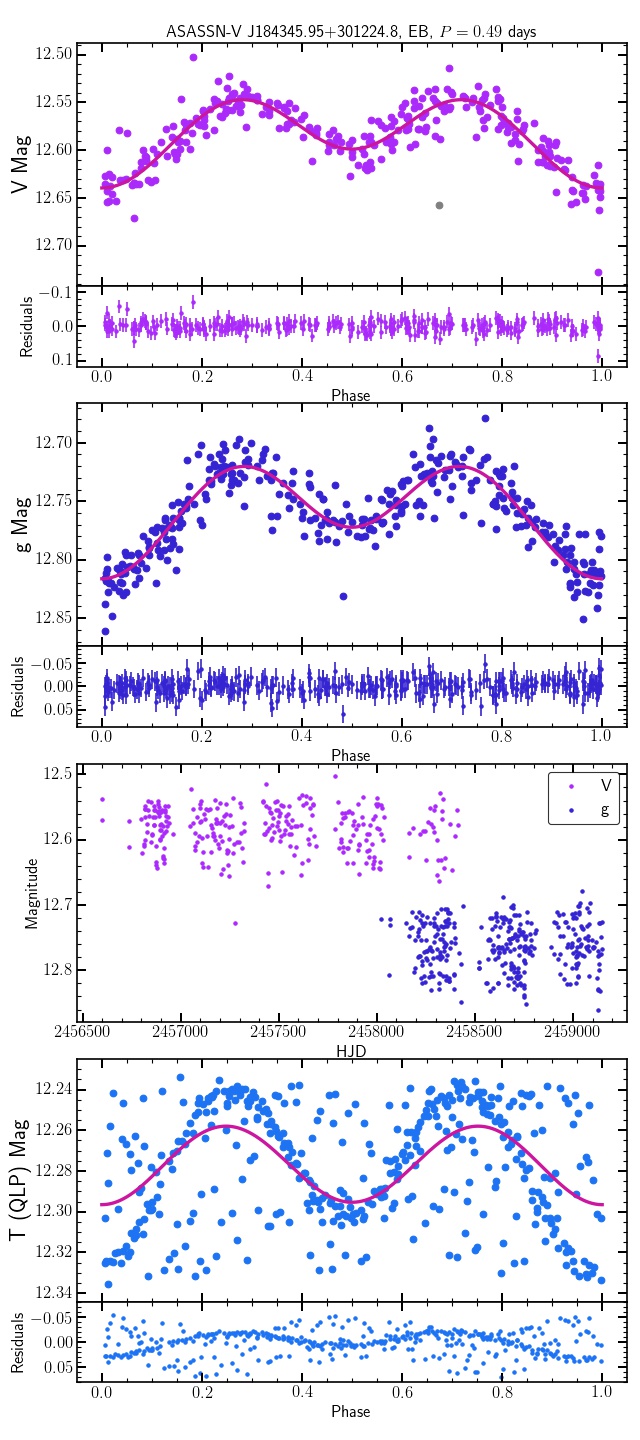 ASASSN-V J184345.95+301224.8, EB, P = 0.49 days
12.50
12.55
12.60
12.65
12.70
V Mag
−0.1
0.0
0.1
Residuals
0.0 0.2 0.4 0.6 0.8 1.0
Phase
12.70
12.75
12.80
12.85
g Mag
−0.05
0.00
0.05
Residuals
0.0 0.2 0.4 0.6 0.8 1.0
Phase
12.5
12.6
12.7
12.8
Magnitude
V
g
2456500 2457000 2457500 2458000 2458500 2459000
HJD
12.24
12.26
12.28
12.30
12.32
12.34
T (QLP) Mag
−0.05
0.00
0.05
Residuals
0.0 0.2 0.4 0.6 0.8 1.0
Phase